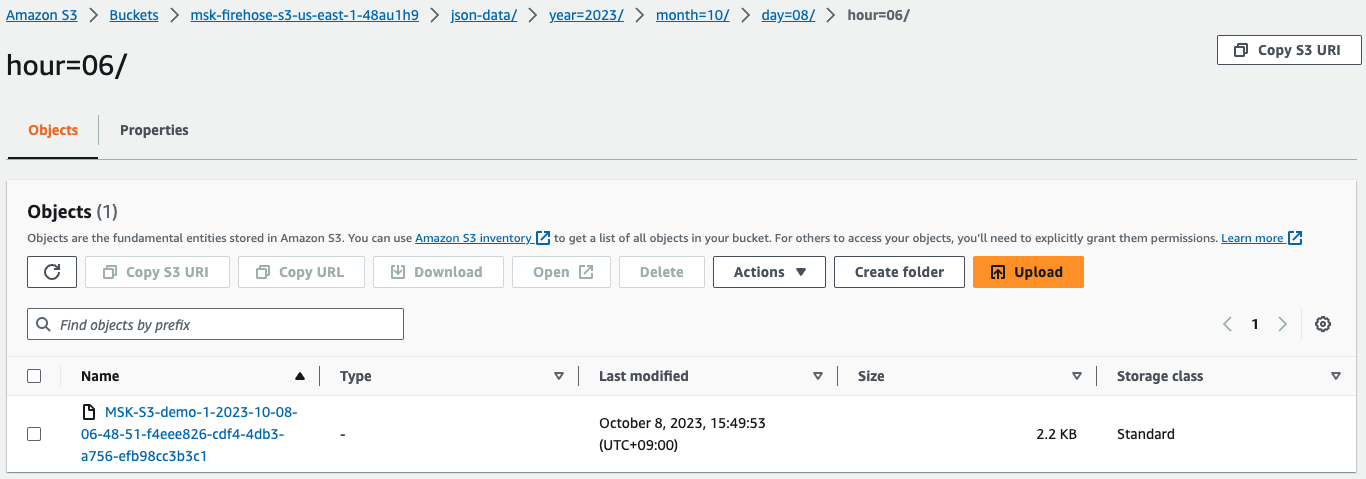 Amazon S3 > Buckets > msk-firehose-s3-us-east-1-48au1h9 > json-data/ > year=2023/ > month=10/ > day=08/ > hour=06/
Copy S3 URI
hour=06/
Objects Properties
Objects (1)
Objects are the fundamental entities stored in Amazon S3. You can use Amazon S3 inventory to get a list of all objects in your bucket. For others to access your objects, you'll need to explicitly grant them permissions. Learn more
Copy S3 URI Copy URL Download Open Delete Actions Create folder Upload
Find objects by prefix
1
Name Type Last modified Size Storage class
MSK-S3-demo-1-2023-10-08-
06-48-51-f4eee826-cdf4-4db3-
a756-efb98cc3b3c1
-
October 8, 2023, 15:49:53
(UTC+09:00)
2.2 KB
Standard